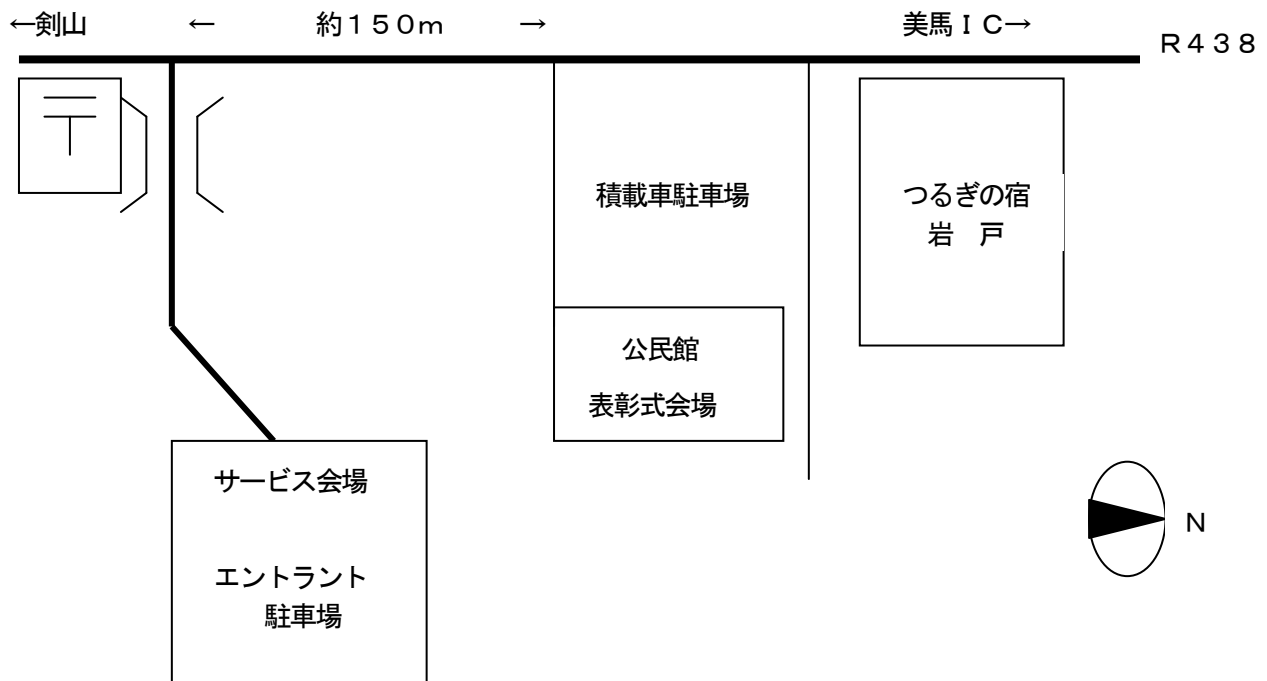 ←剣山 ← 約150m → 美馬IC→
R438
〒
積載車駐車場
つるぎの宿
岩　戸
公民館
表彰式会場
サービス会場
エントラント
駐車場
N